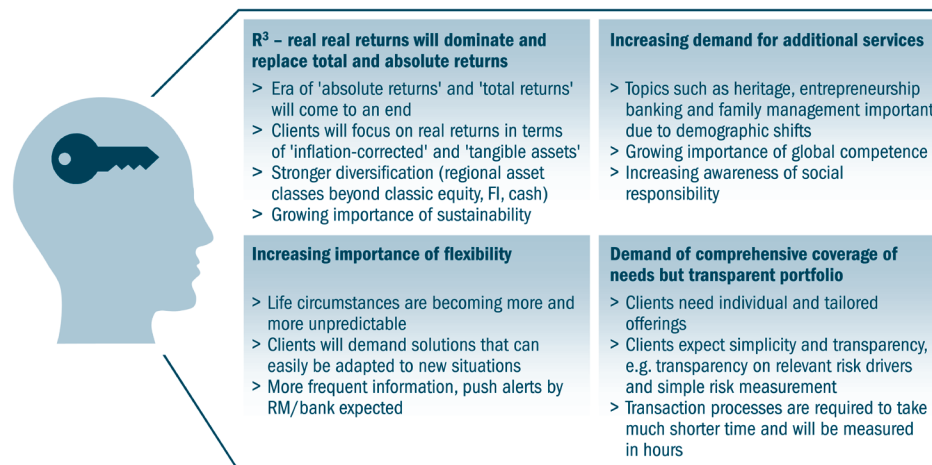 R³ – real real returns will dominate and
replace total and absolute returns
> Era of 'absolute returns' and 'total returns'
will come to an end
> Clients will focus on real returns in terms
of 'inflation-corrected' and 'tangible assets'
> Stronger diversification (regional asset
classes beyond classic equity, FI, cash)
> Growing importance of sustainability
Increasing demand for additional services
> Topics such as heritage, entrepreneurship
banking and family management important
due to demographic shifts
> Growing importance of global competence
> Increasing awareness of social
responsibility
Increasing importance of flexibility
> Life circumstances are becoming more and
more unpredictable
> Clients will demand solutions that can
easily be adapted to new situations
> More frequent information, push alerts by
RM/bank expected
Demand of comprehensive coverage of
needs but transparent portfolio
> Clients need individual and tailored
offerings
> Clients expect simplicity and transparency,
e.g. transparency on relevant risk drivers
and simple risk measurement
> Transaction processes are required to take
much shorter time and will be measured
in hours